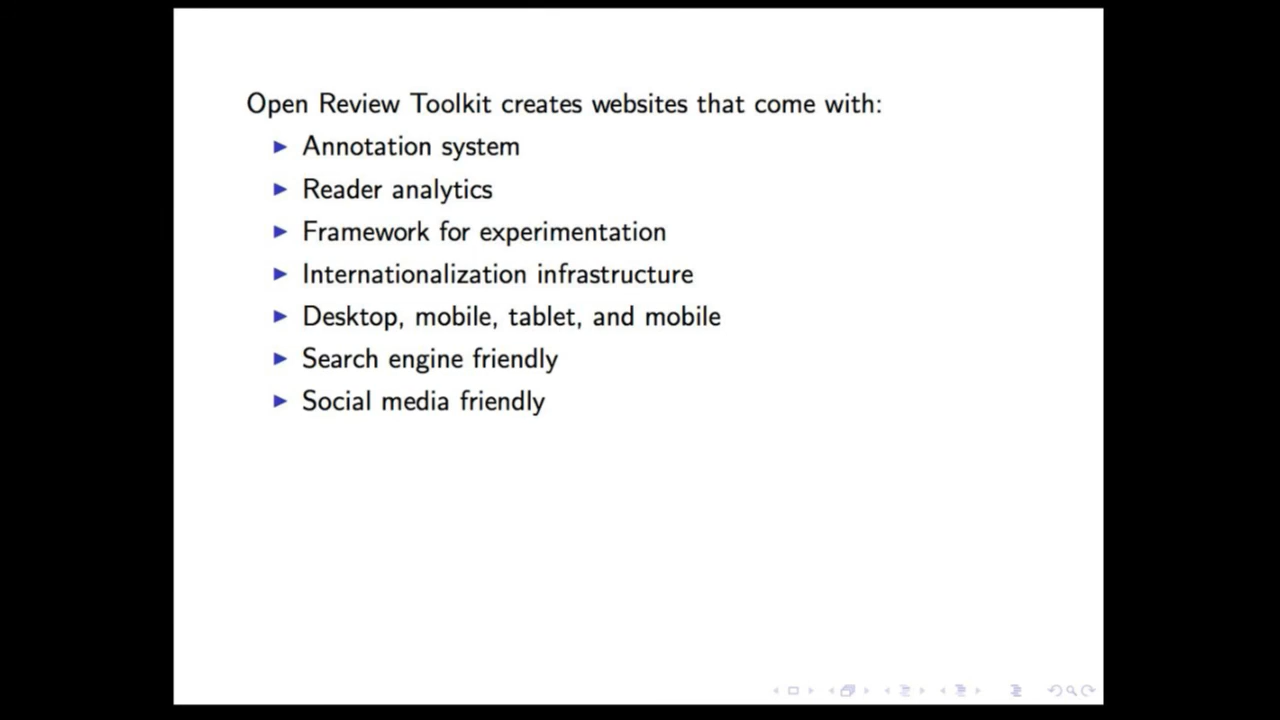 Open Review Toolkit creates websites that come with:
Annotation system
Reader analytics
Framework for experimentation
Internationalization infrastructure
Desktop, mobile, tablet, and mobile
Search engine friendly
Social media friendly